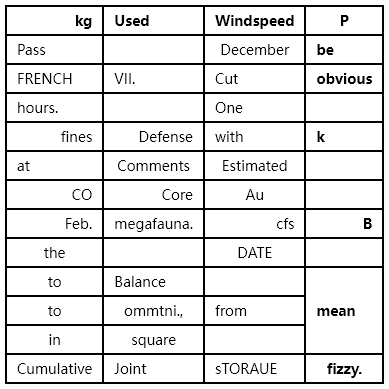 kg Used Windspeed P
Pass December be
FRENCH VII. Cut obvious
hours. One
fines Defense with k
at Comments Estimated
CO Core Au
Feb. megafauna. cfs B
the DATE
to Balance
to ommtni., from mean
in square
Cumulative Joint sTORAUE fizzy.